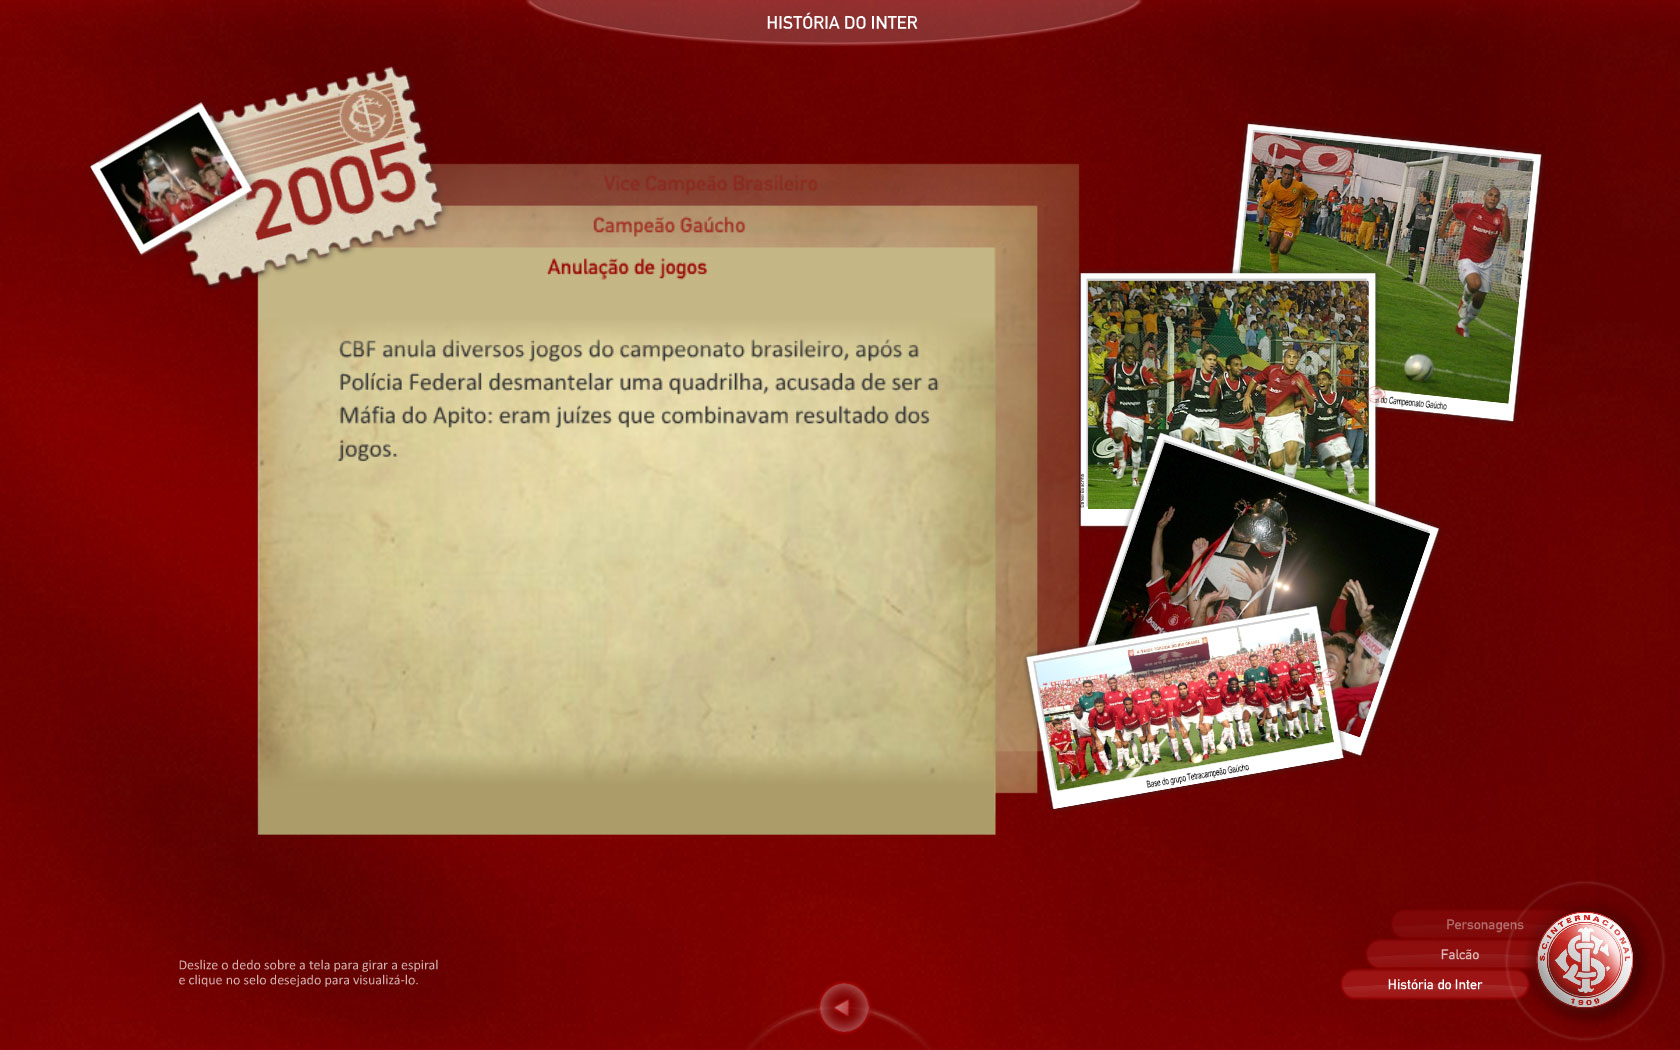 HISTÓRIA DO INTER
2005
Vice Campeão Brasileiro
Campeão Gaúcho
Anulação de jogos
CBF anula diversos jogos do campeonato brasileiro, após a
Polícia Federal desmantelar uma quadrilha, acusada de ser a
Máfia do Apito: eram juízes que combinavam resultado dos
jogos.
CO
do Campeonato Gaúcho
Base do grupo Tetracampeão Gaúcho
Deslize o dedo sobre a tela para girar a espiral
e clique no selo desejado para visualizá-lo.
Personagens
Falcão
História do Inter
S.C. INTERNACIONAL
1909